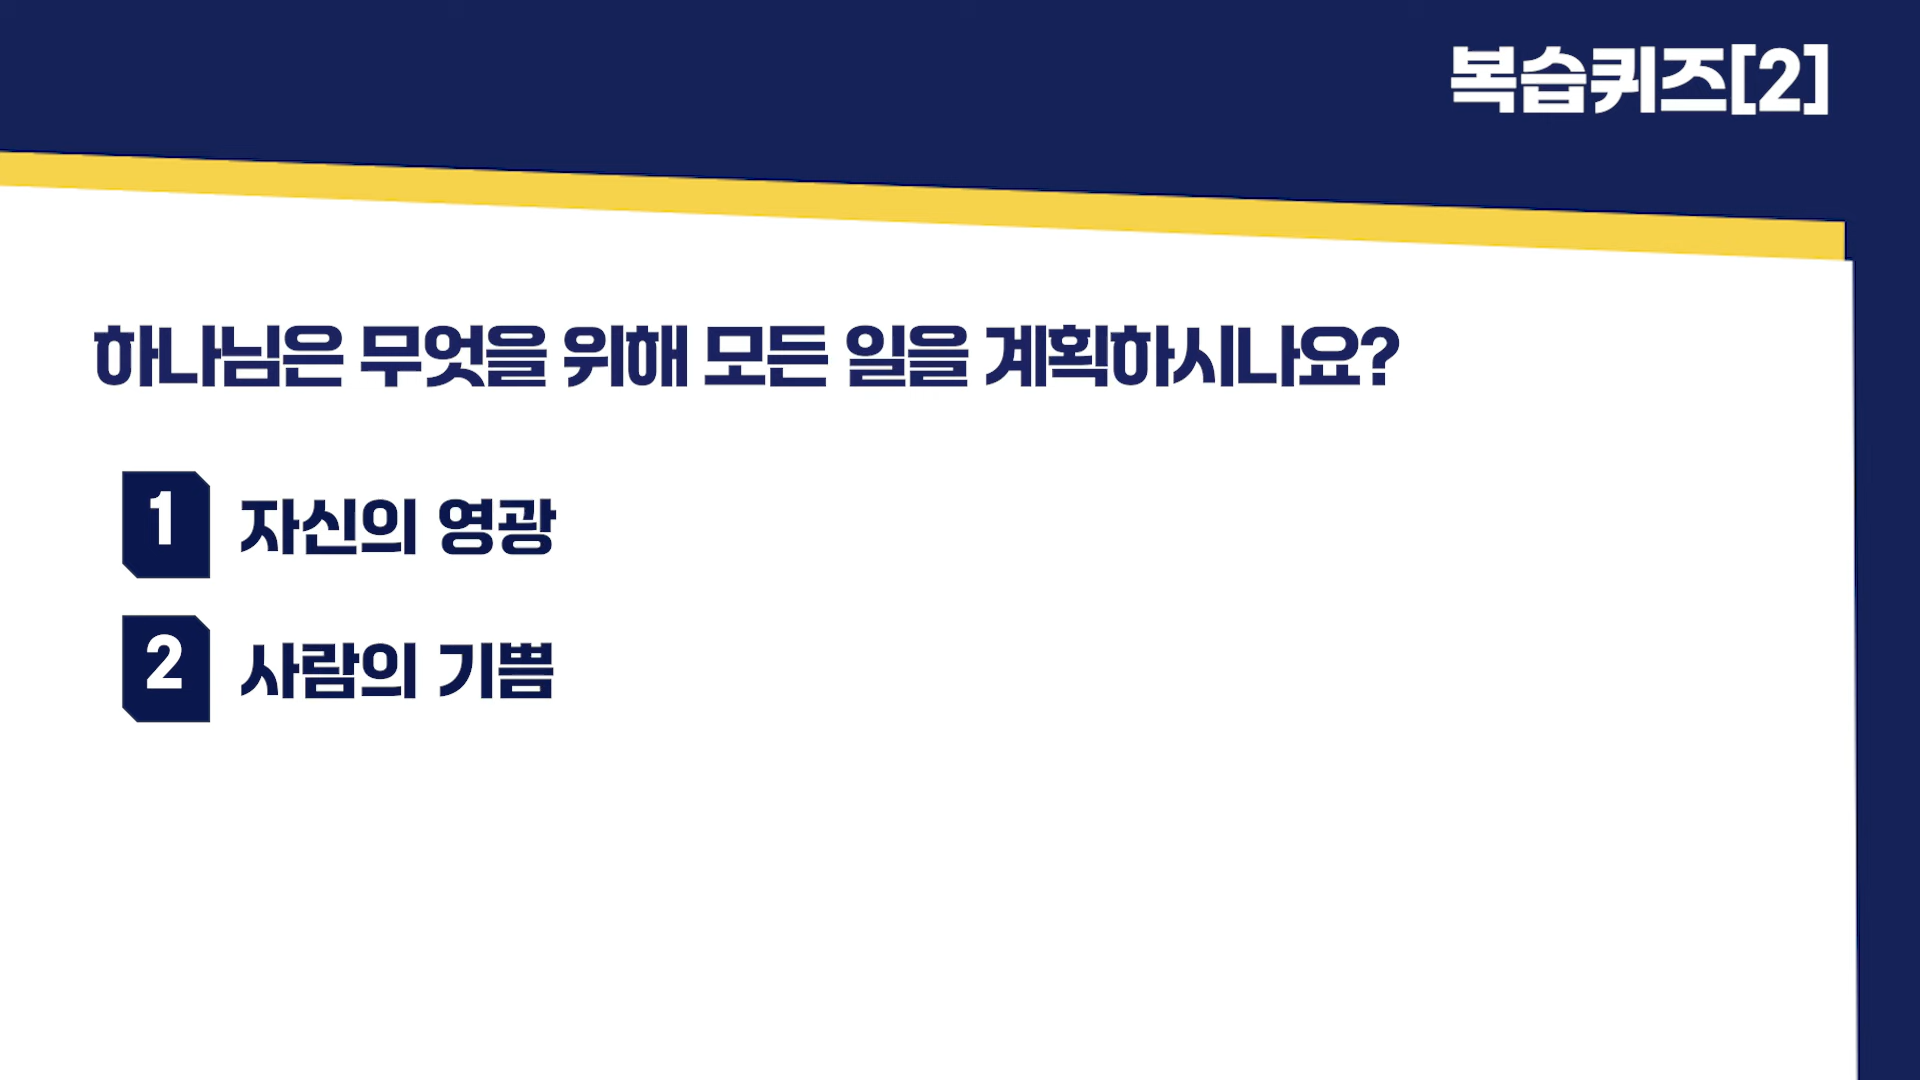 복습퀴즈[2]
하나님은 무엇을 위해 모든 일을 계획하시나요?
1 자신의 영광
2 사람의 기쁨